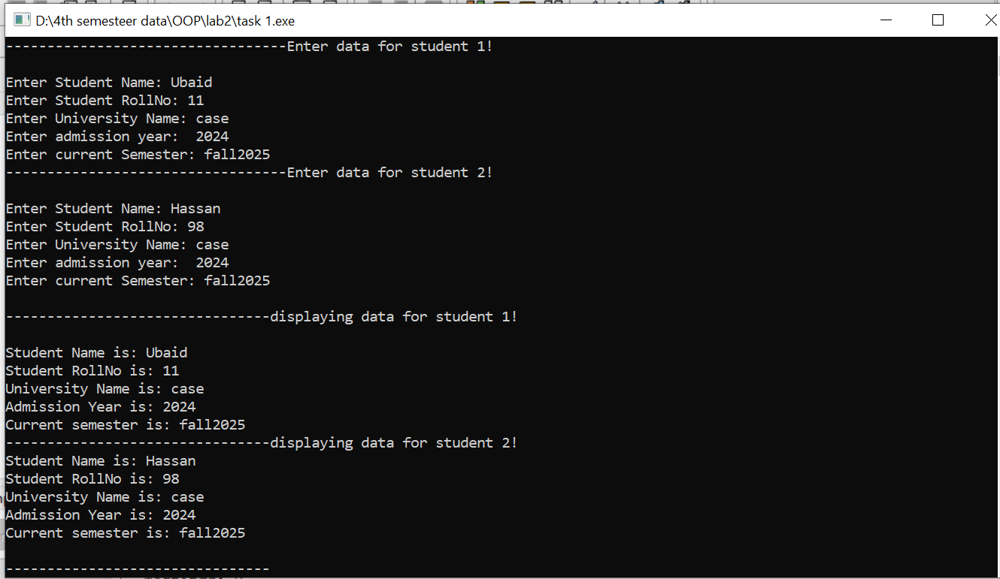 D:\4th semesteer data\OOP\lab2\task 1.exe
----------------------------------Enter data for student 1!
Enter Student Name: Ubaid
Enter Student RollNo: 11
Enter University Name: case
Enter admission year:  2024
Enter current Semester: fall2025
----------------------------------Enter data for student 2!
Enter Student Name: Hassan
Enter Student RollNo: 98
Enter University Name: case
Enter admission year:  2024
Enter current Semester: fall2025
--------------------------------displaying data for student 1!
Student Name is: Ubaid
Student RollNo is: 11
University Name is: case
Admission Year is: 2024
Current semester is: fall2025
--------------------------------displaying data for student 2!
Student Name is: Hassan
Student RollNo is: 98
University Name is: case
Admission Year is: 2024
Current semester is: fall2025
--------------------------------